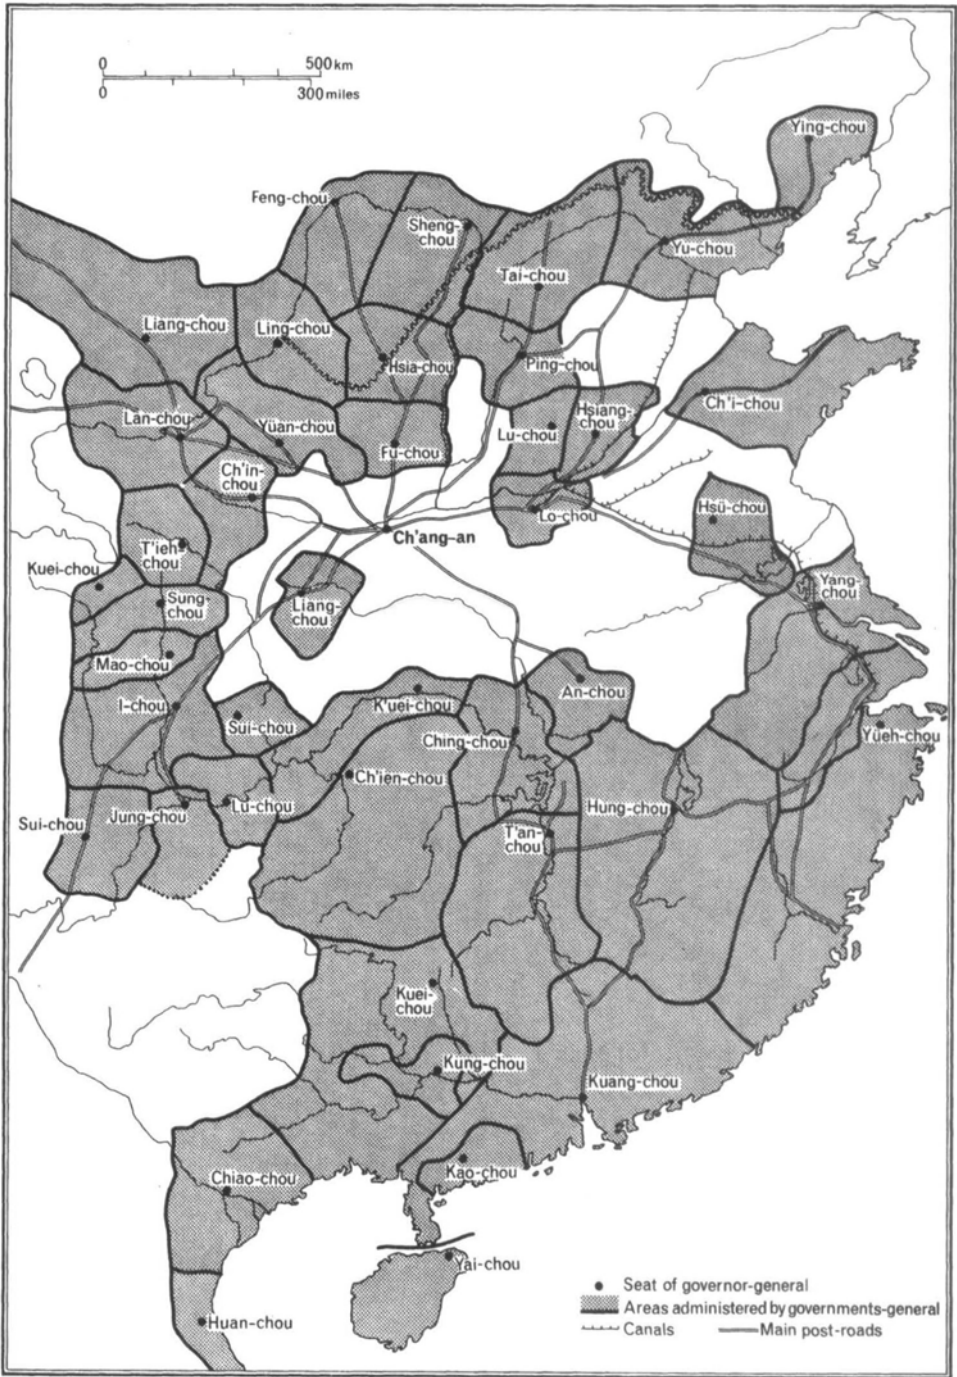 0 500 km
0 300 miles
Ying-chou
Feng-chou
Sheng-
chou
Yu-chou
Tai-chou
Liang-chou
Ling-chou
Hsia-chou
Ping-chou
Ch'i-chou
Lan-chou
Yüan-chou
Hsiang-
chou
Lu-chou
Fu-chou
Ch'in-
chou
Lo-chou
Hsü-chou
Ch'ang-an
T'ieh-
chou
Kuei-chou
Sung-
chou
Liang-
chou
Yang-
chou
Mao-chou
I-chou
Sui-chou
K'uei-chou
An-chou
Ching-chou
Yüeh-chou
Ch'ien-chou
Lu-chou
Jung-chou
Sui-chou
Hung-chou
T'an-
chou
Kuei-
chou
Kung-chou
Kuang-chou
Kao-chou
Chiao-chou
Yai-chou
Huan-chou
Seat of governor-general
Areas administered by governments-general
Canals Main post-roads